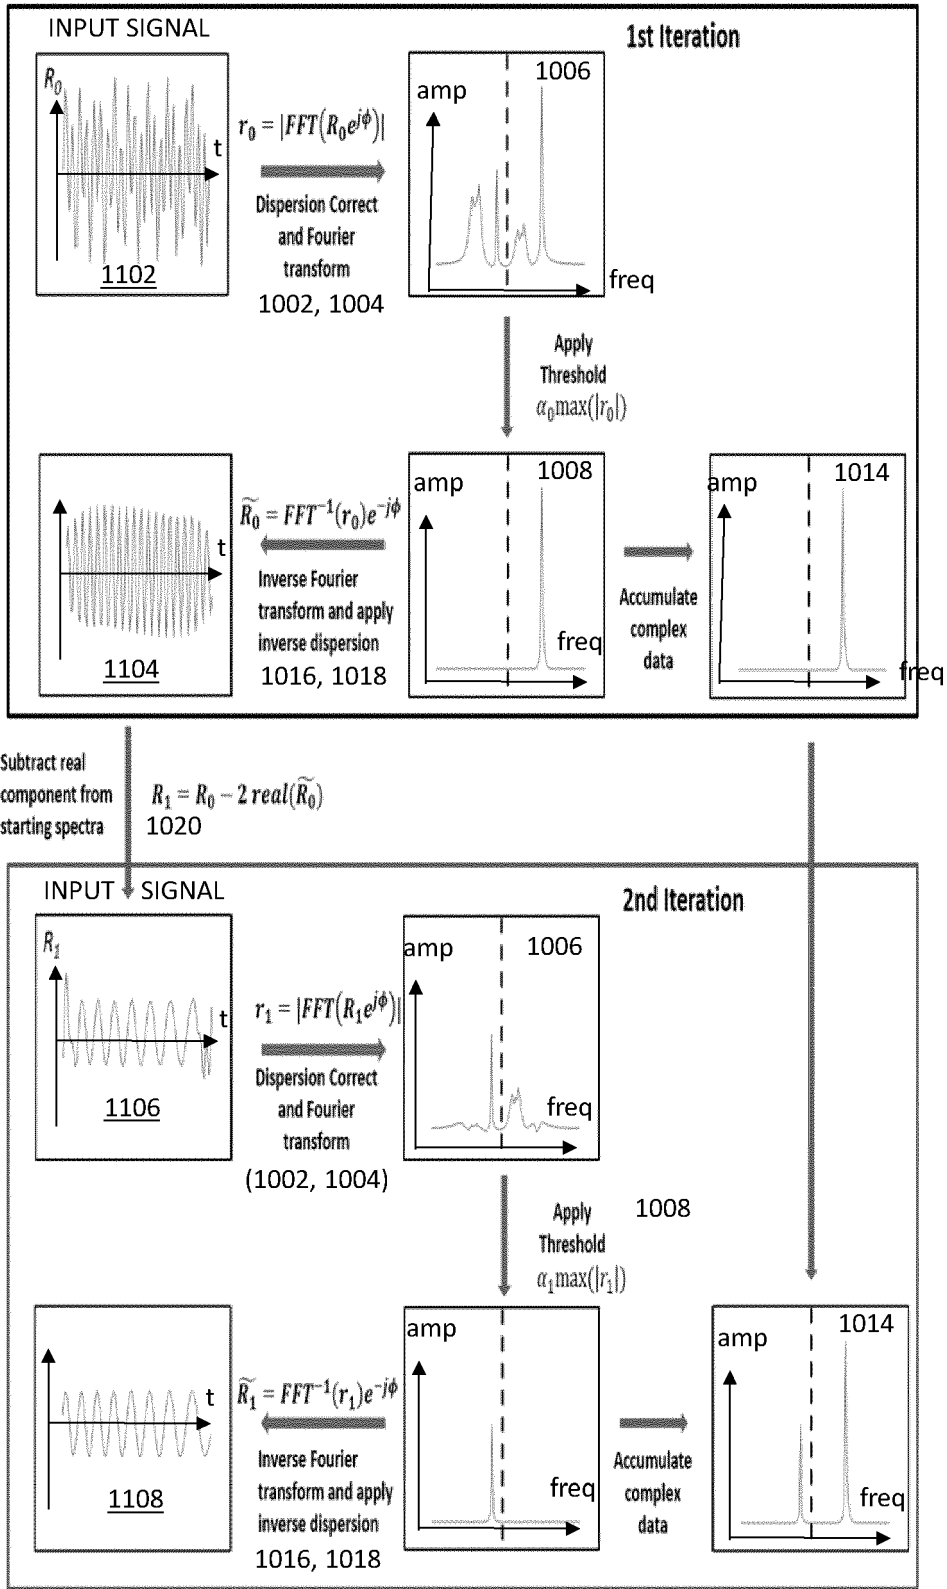 INPUT SIGNAL
1st Iteration
R₀
t
1102
r₀ = |FFT(R₀e^{jϕ})|
Dispersion Correct
and Fourier
transform
1002, 1004
amp
1006
freq
Apply
Threshold
α₀max(|r₀|)
t
1104
R̃₀ = FFT⁻¹(r₀)e^{-jϕ}
Inverse Fourier
transform and apply
inverse dispersion
1016, 1018
amp
1008
freq
Accumulate
complex
data
amp
1014
freq
Subtract real
component from
starting spectra
R₁ = R₀ − 2 real(R̃₀)
1020
INPUT SIGNAL
2nd Iteration
R₁
t
1106
r₁ = |FFT(R₁e^{jϕ})|
Dispersion Correct
and Fourier
transform
(1002, 1004)
amp
1006
freq
Apply
Threshold
α₁max(|r₁|)
1008
t
1108
R̃₁ = FFT⁻¹(r₁)e^{-jϕ}
Inverse Fourier
transform and apply
inverse dispersion
1016, 1018
amp
freq
Accumulate
complex
data
amp
1014
freq